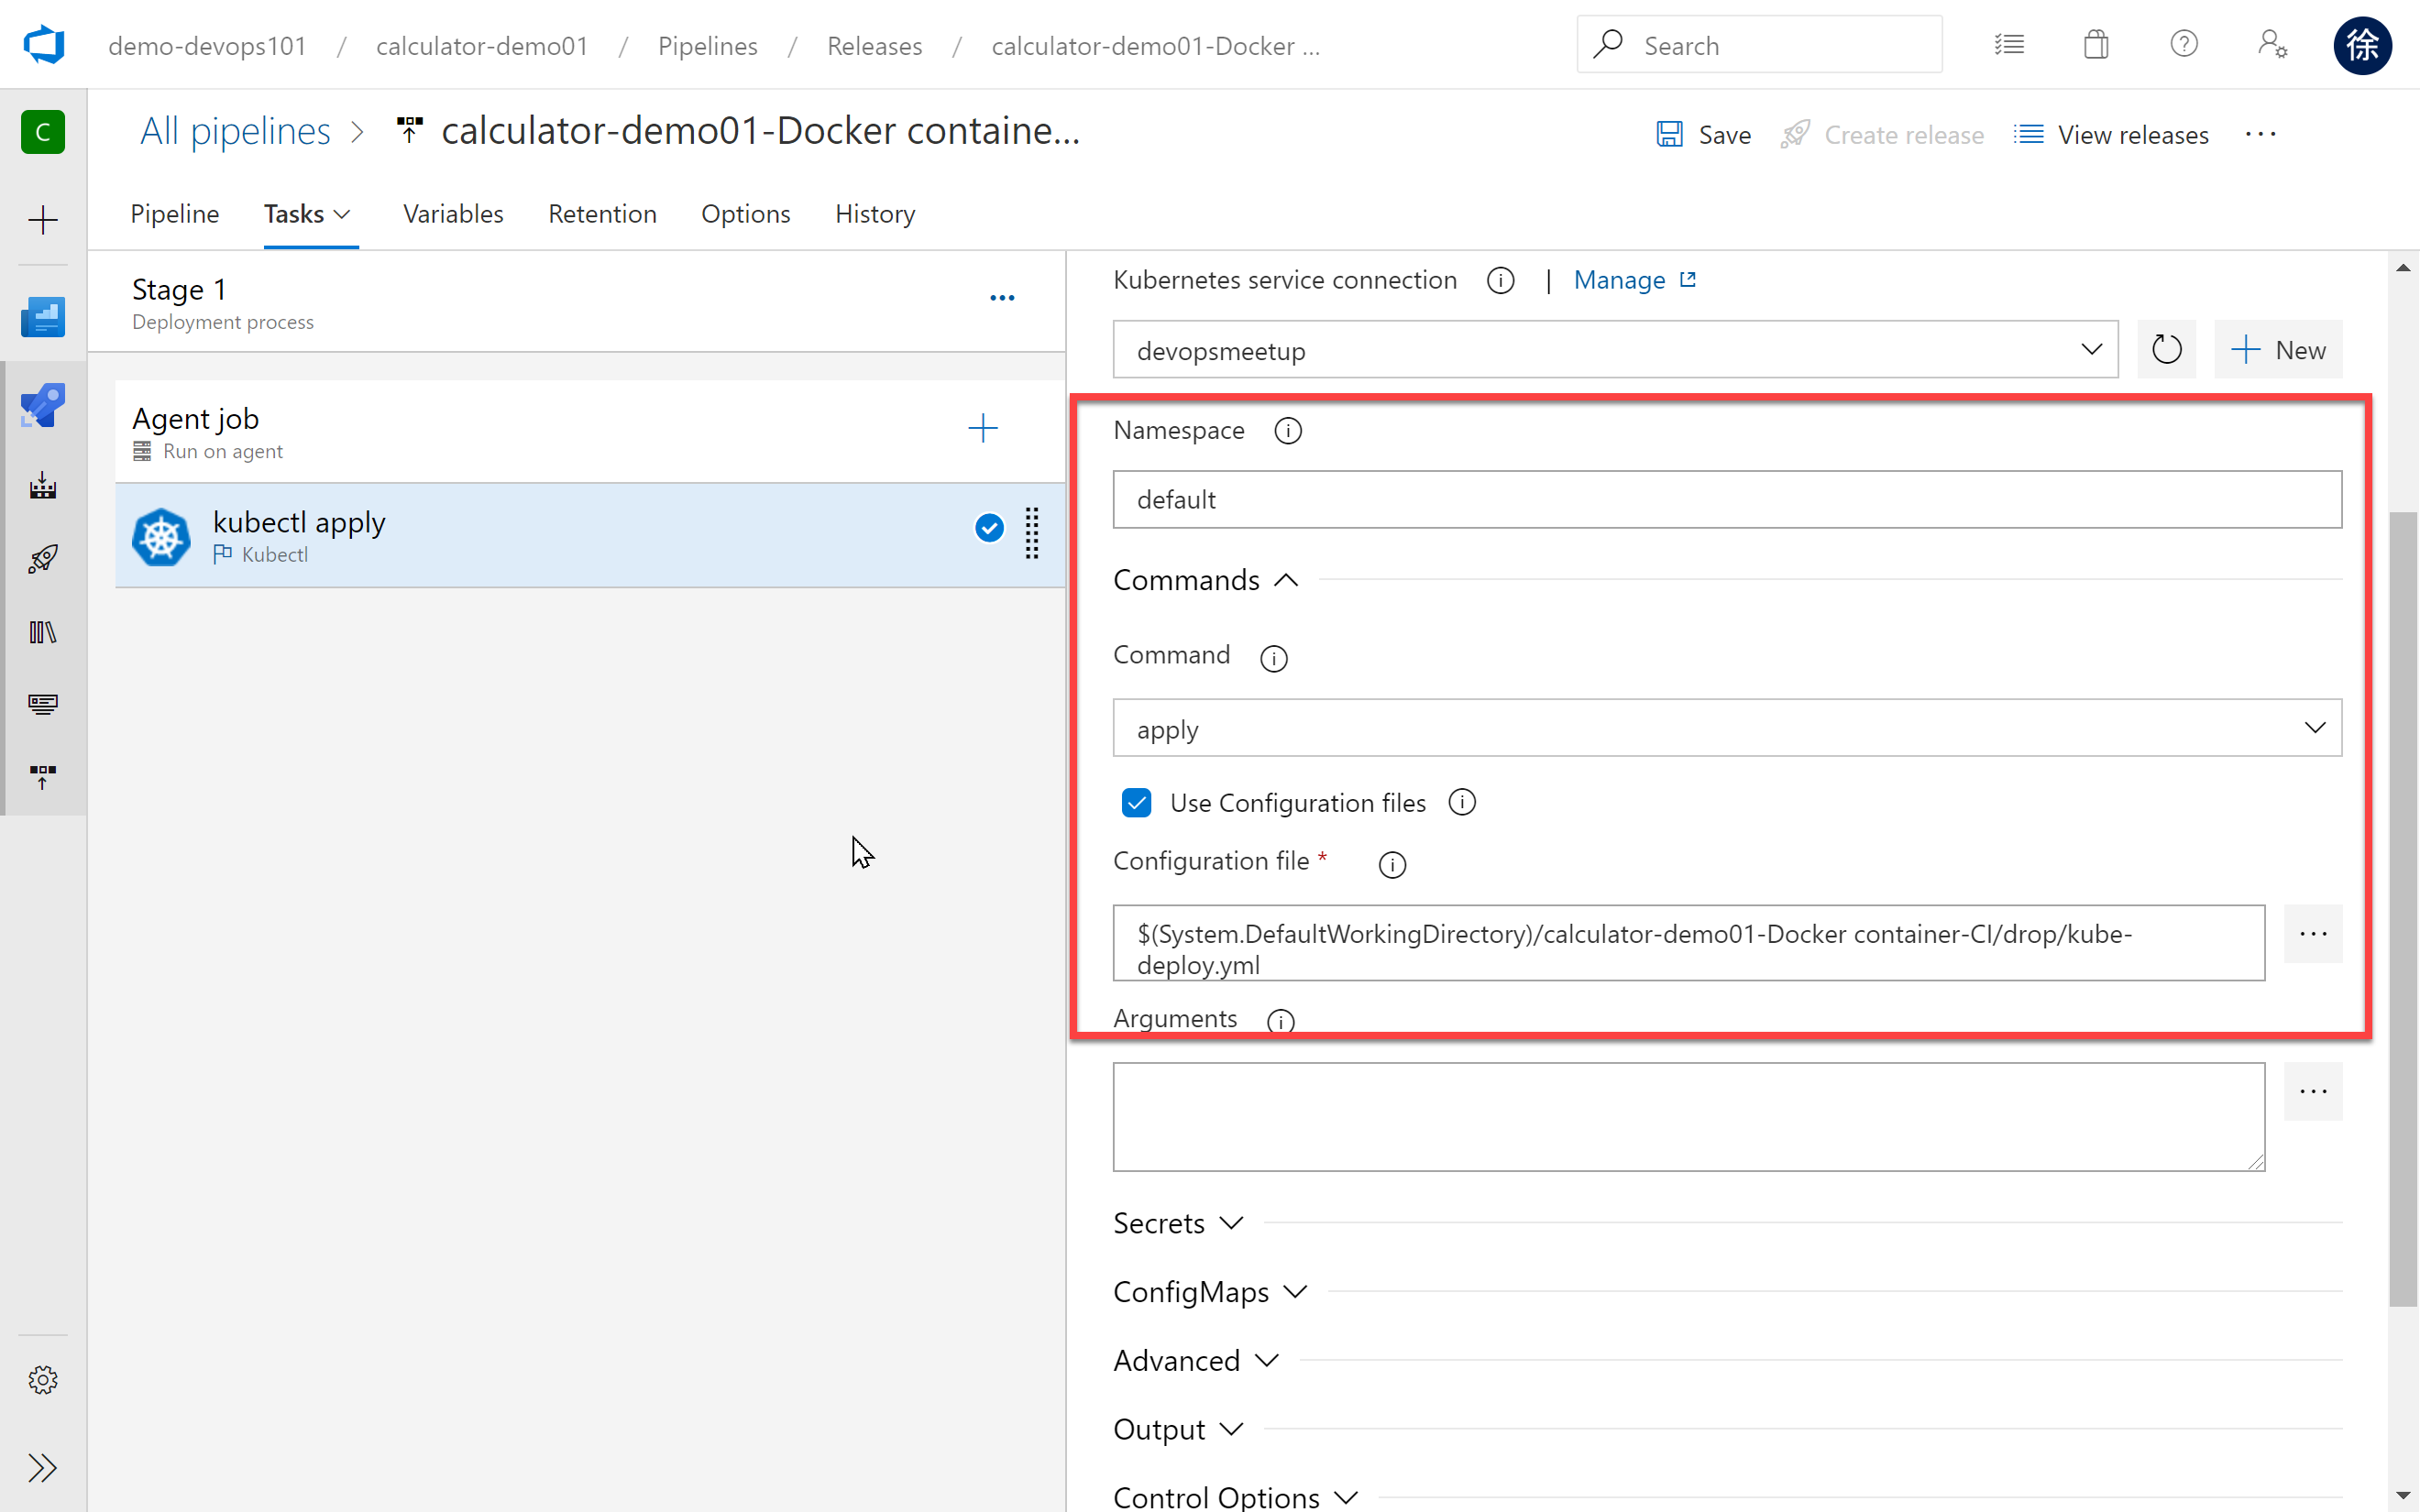 demo-devops101 / calculator-demo01 / Pipelines / Releases / calculator-demo01-Docker ...
Search
徐
C
All pipelines > calculator-demo01-Docker containe...
Save
Create release
View releases
Pipeline
Tasks
Variables
Retention
Options
History
Stage 1
Deployment process
Agent job
Run on agent
kubectl apply
Kubectl
Kubernetes service connection | Manage
devopsmeetup
New
Namespace
default
Commands
Command
apply
Use Configuration files
Configuration file *
$(System.DefaultWorkingDirectory)/calculator-demo01-Docker container-CI/drop/kube-
deploy.yml
Arguments
Secrets
ConfigMaps
Advanced
Output
Control Options